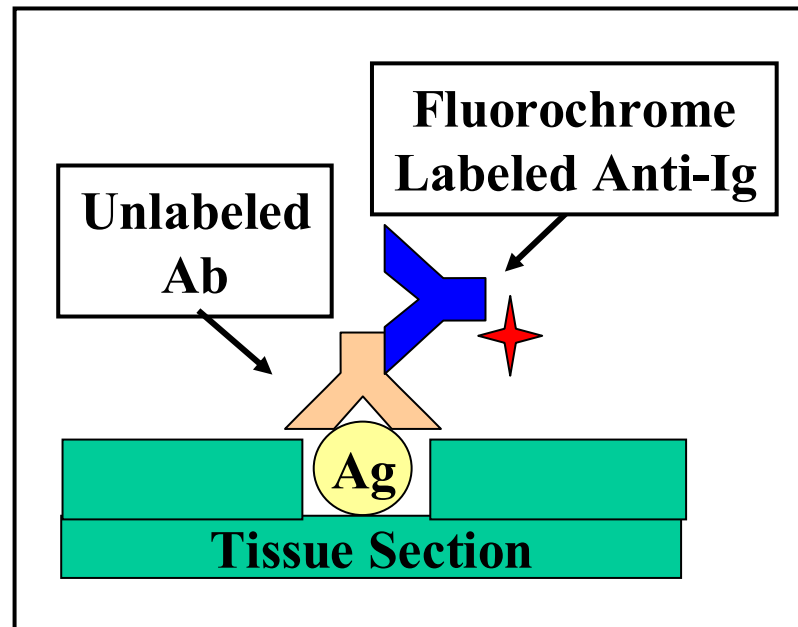 Fluorochrome
Labeled Anti-Ig
Unlabeled
Ab
Ag
Tissue Section